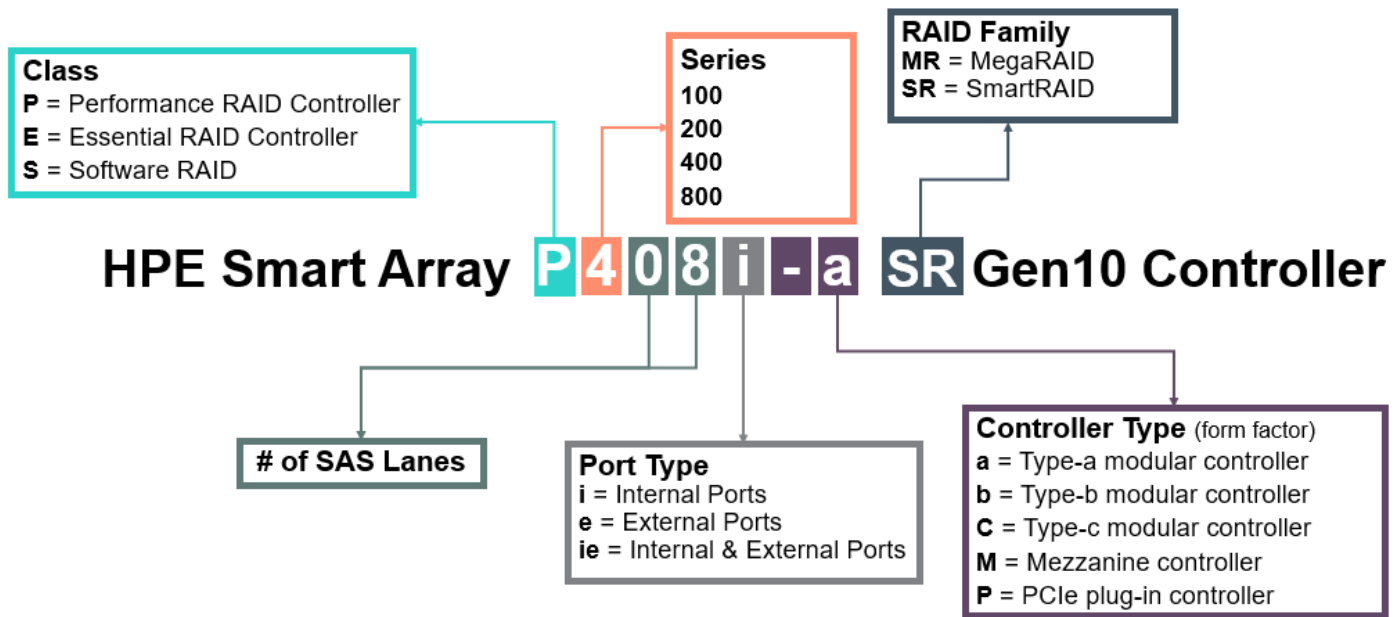 Class
P = Performance RAID Controller
E = Essential RAID Controller
S = Software RAID
Series
100
200
400
800
RAID Family
MR = MegaRAID
SR = SmartRAID
HPE Smart Array P408i-a SR Gen10 Controller
# of SAS Lanes
Port Type
i = Internal Ports
e = External Ports
ie = Internal & External Ports
Controller Type (form factor)
a = Type-a modular controller
b = Type-b modular controller
C = Type-c modular controller
M = Mezzanine controller
P = PCIe plug-in controller